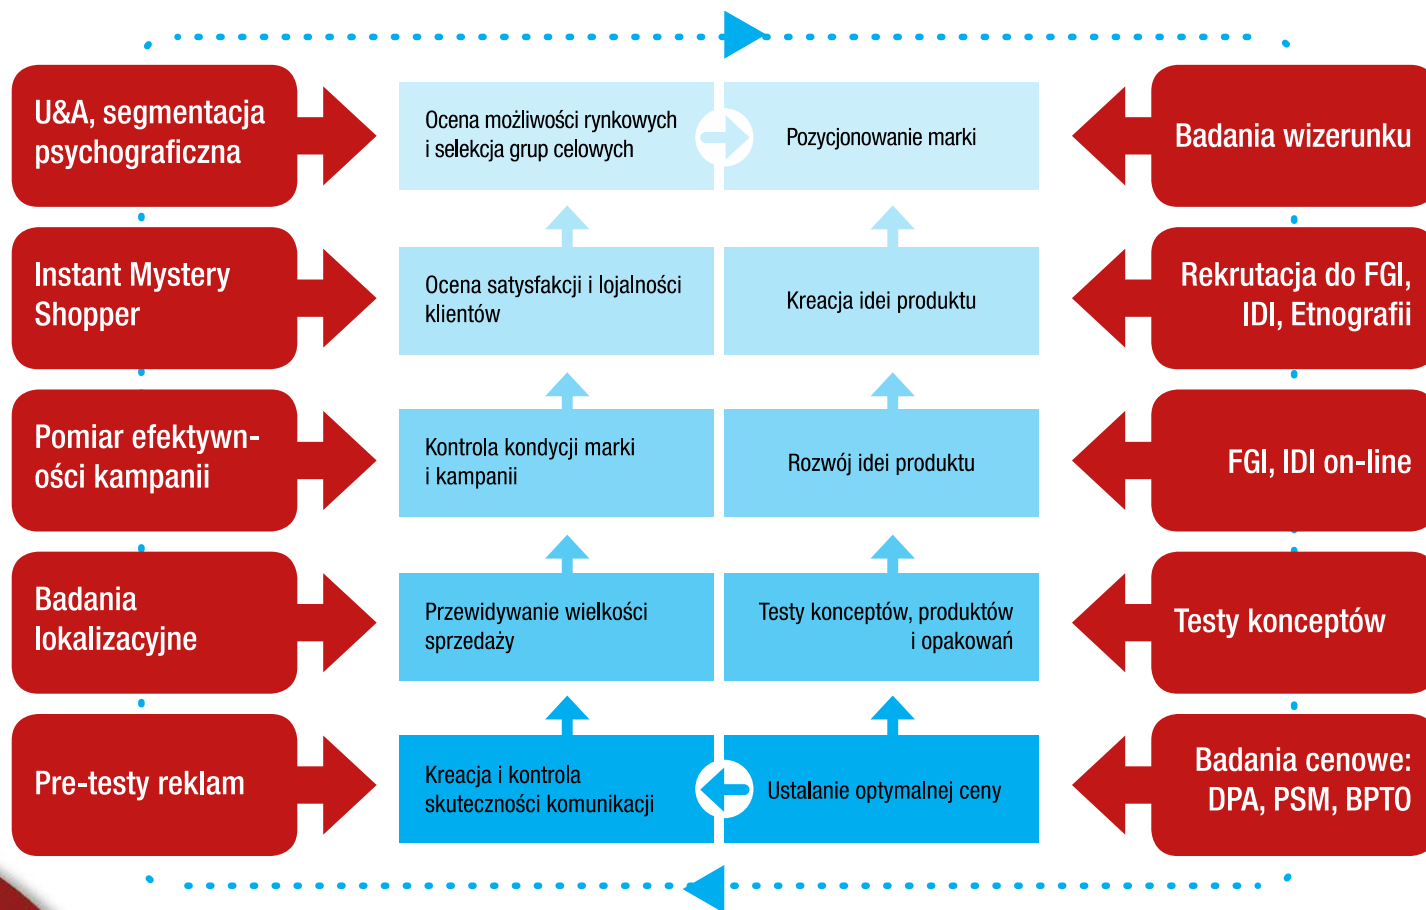 U&A, segmentacja
psychograficzna
Ocena możliwości rynkowych
i selekcja grup celowych
Pozycjonowanie marki
Badania wizerunku
Instant Mystery
Shopper
Ocena satysfakcji i lojalności
klientów
Kreacja idei produktu
Rekrutacja do FGI,
IDI, Etnografii
Pomiar efektywn-
ości kampanii
Kontrola kondycji marki
i kampanii
Rozwój idei produktu
FGI, IDI on-line
Badania
lokalizacyjne
Przewidywanie wielkości
sprzedaży
Testy konceptów, produktów
i opakowań
Testy konceptów
Pre-testy reklam
Kreacja i kontrola
skuteczności komunikacji
Ustalanie optymalnej ceny
Badania cenowe:
DPA, PSM, BPTO